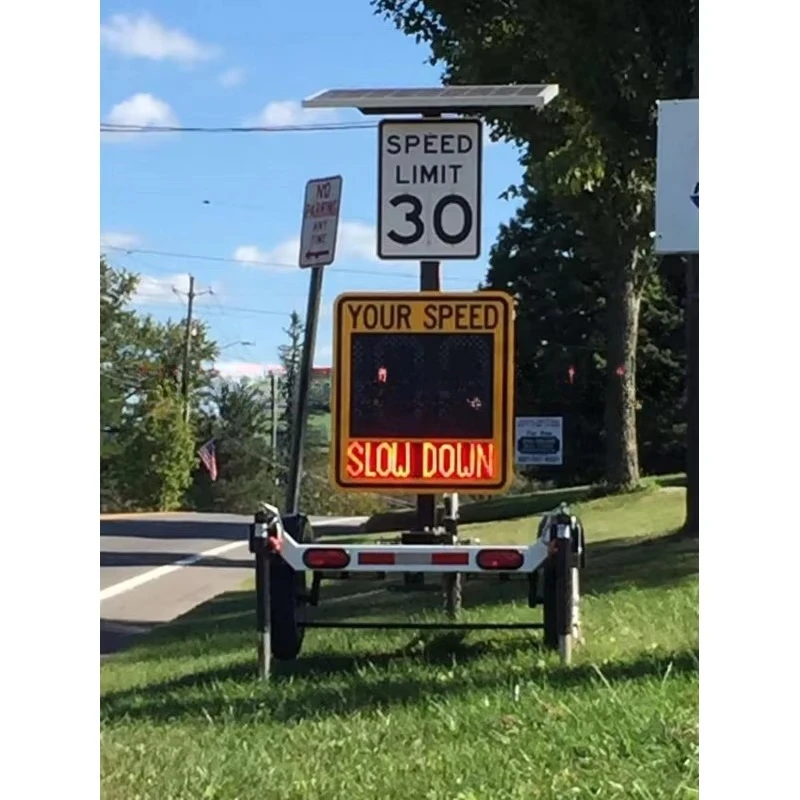 SPEED
LIMIT
30
NO
PARKING
ANY
TIME
YOUR SPEED
SLOW DOWN